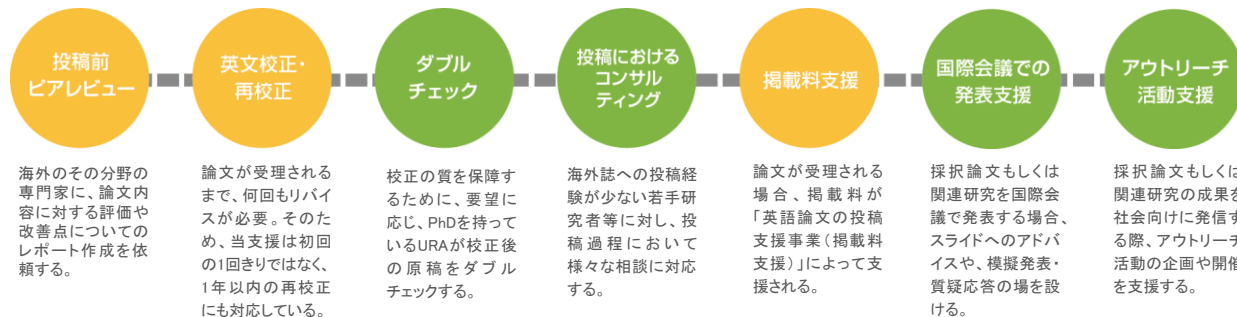 投稿前
ピアレビュー
英文校正・
再校正
ダブル
チェック
投稿における
コンサル
ティング
掲載料支援
国際会議での
発表支援
アウトリーチ
活動支援
海外のその分野の
専門家に、論文内
容に対する評価や
改善点についての
レポート作成を依
頼する。
論文が受理される
まで、何回もリバイ
スが必要。そのた
め、当支援は初回
の1回きりではなく、
1年以内の再校正
にも対応している。
校正の質を保障す
るために、要望に
応じ、PhDを持って
いるURAが校正後
の原稿をダブル
チェックする。
海外誌への投稿経
験が少ない若手研
究者等に対し、投
稿過程において
様々な相談に対応
する。
論文が受理される
場合、掲載料が
「英語論文の投稿
支援事業(掲載料
支援)」によって支
援される。
採択論文もしくは
関連研究を国際会
議で発表する場合、
スライドへのアドバ
イスや、模擬発表・
質疑応答の場を設
ける。
採択論文もしくは
関連研究の成果を
社会向けに発信す
る際、アウトリーチ
活動の企画や開催
を支援する。